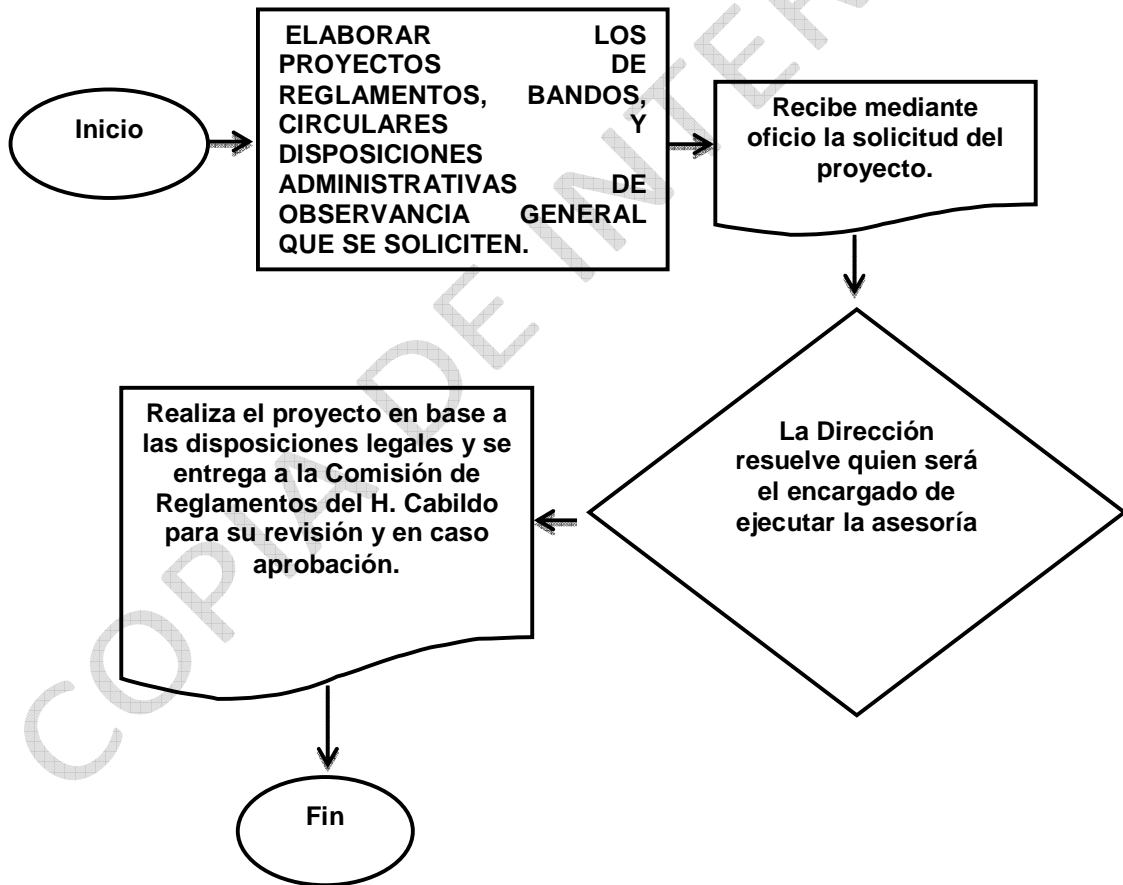 Inicio
ELABORAR LOS
PROYECTOS DE
REGLAMENTOS, BANDOS,
CIRCULARES Y
DISPOSICIONES
ADMINISTRATIVAS DE
OBSERVANCIA GENERAL
QUE SE SOLICITEN.
Recibe mediante
oficio la solicitud del
proyecto.
La Dirección
resuelve quien será
el encargado de
ejecutar la asesoría
Realiza el proyecto en base a
las disposiciones legales y se
entrega a la Comisión de
Reglamentos del H. Cabildo
para su revisión y en caso
aprobación.
Fin
COPIA DE INTER